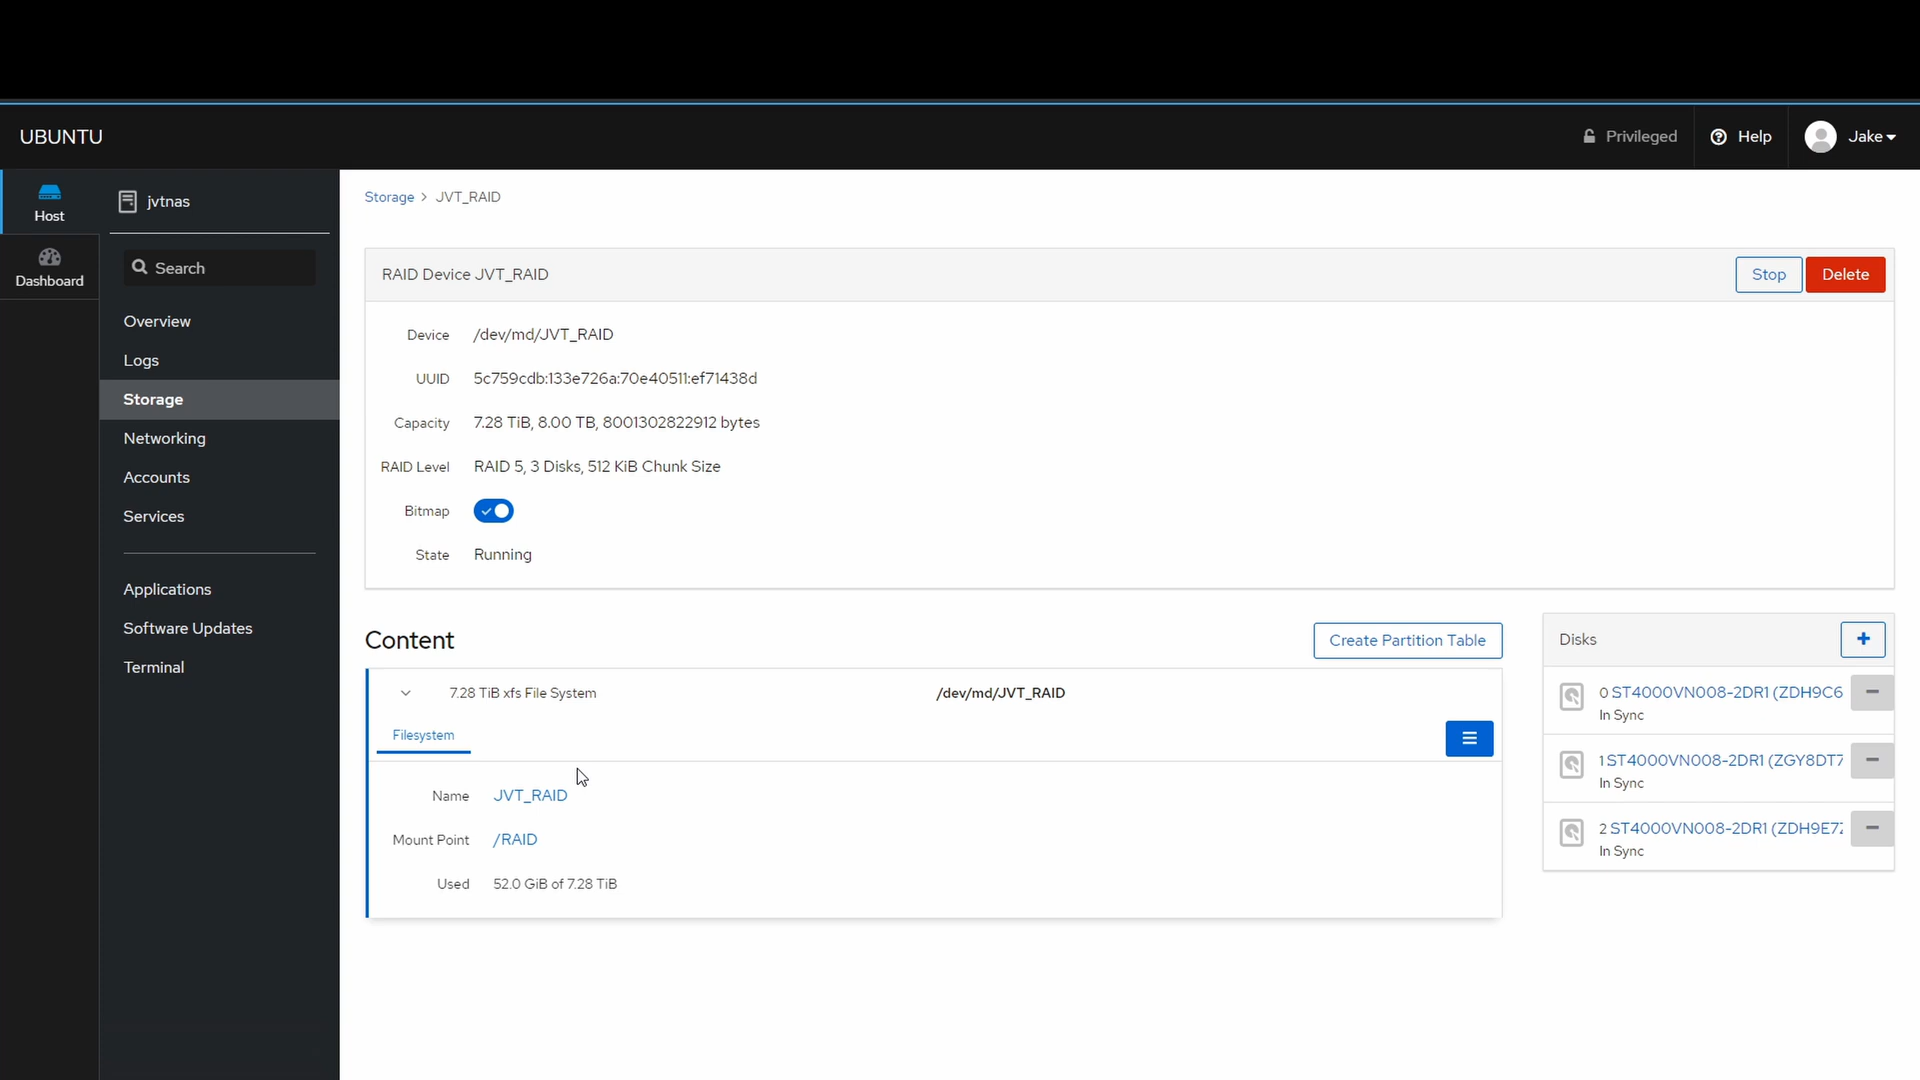 UBUNTU
Privileged
Help
Jake
Host
Dashboard
jvtnas
Search
Overview
Logs
Storage
Networking
Accounts
Services
Applications
Software Updates
Terminal
Storage > JVT_RAID
RAID Device JVT_RAID
Stop
Delete
Device /dev/md/JVT_RAID
UUID 5c759cdb:133e726a:70e40511:ef71438d
Capacity 7.28 TiB, 8.00 TB, 8001302822912 bytes
RAID Level RAID 5, 3 Disks, 512 KiB Chunk Size
Bitmap
State Running
Content
Create Partition Table
7.28 TiB xfs File System /dev/md/JVT_RAID
Filesystem
Name JVT_RAID
Mount Point /RAID
Used 52.0 GiB of 7.28 TiB
Disks
0 ST4000VN008-2DR1 (ZDH9C6
In Sync
1 ST4000VN008-2DR1 (ZGY8DT7
In Sync
2 ST4000VN008-2DR1 (ZDH9E7
In Sync